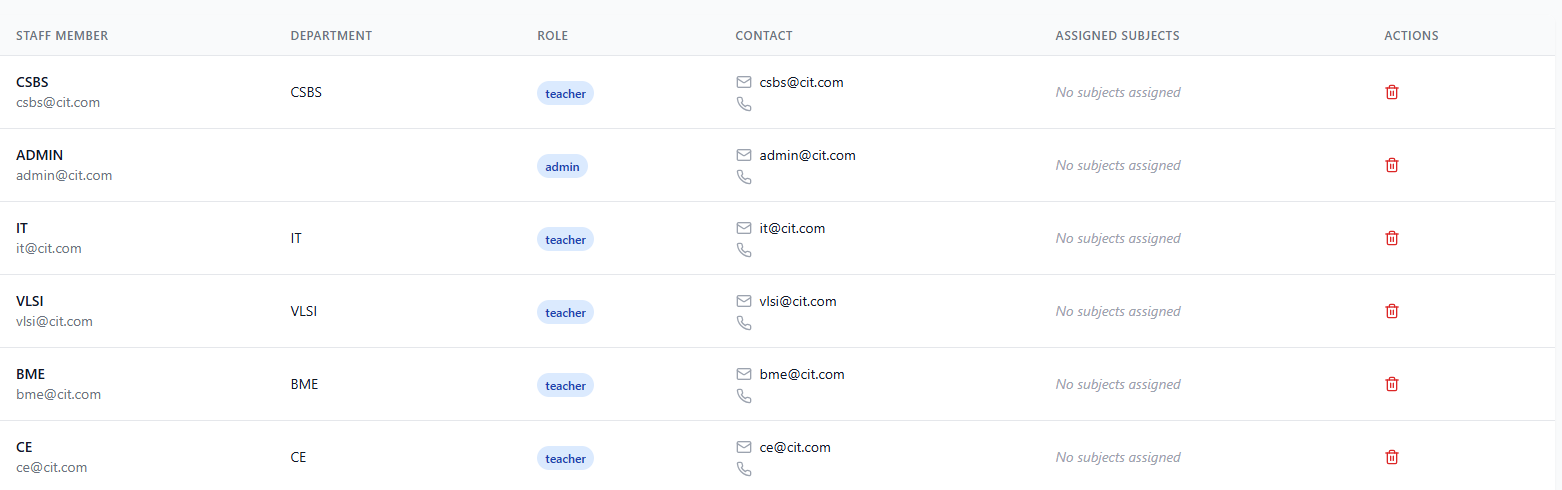 STAFF MEMBER DEPARTMENT ROLE CONTACT ASSIGNED SUBJECTS ACTIONS
CSBS
csbs@cit.com
CSBS
teacher
csbs@cit.com
No subjects assigned
ADMIN
admin@cit.com
admin
admin@cit.com
No subjects assigned
IT
it@cit.com
IT
teacher
it@cit.com
No subjects assigned
VLSI
vlsi@cit.com
VLSI
teacher
vlsi@cit.com
No subjects assigned
BME
bme@cit.com
BME
teacher
bme@cit.com
No subjects assigned
CE
ce@cit.com
CE
teacher
ce@cit.com
No subjects assigned